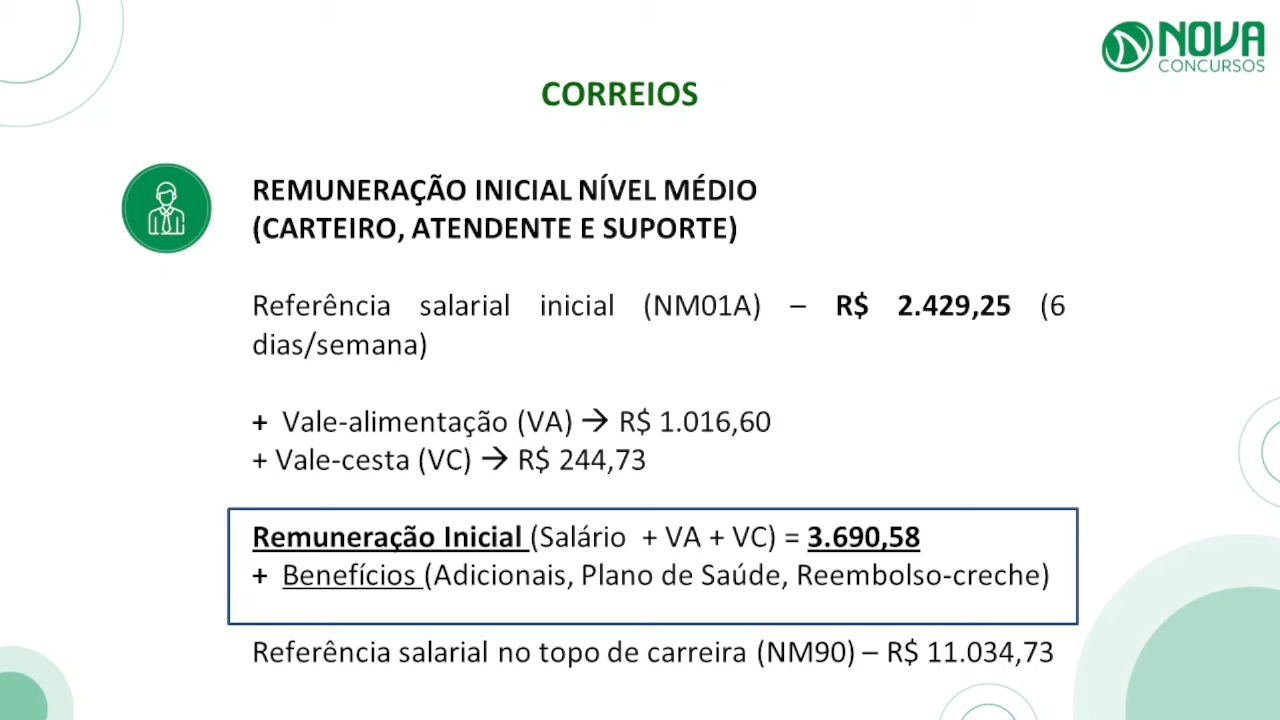 NOVA
CONCURSOS
CORREIOS
REMUNERAÇÃO INICIAL NÍVEL MÉDIO
(CARTEIRO, ATENDENTE E SUPORTE)
Referência salarial inicial (NM01A) – R$ 2.429,25 (6
dias/semana)
+ Vale-alimentação (VA) → R$ 1.016,60
+ Vale-cesta (VC) → R$ 244,73
Remuneração Inicial (Salário + VA + VC) = 3.690,58
+ Benefícios (Adicionais, Plano de Saúde, Reembolso-creche)
Referência salarial no topo de carreira (NM90) – R$ 11.034,73